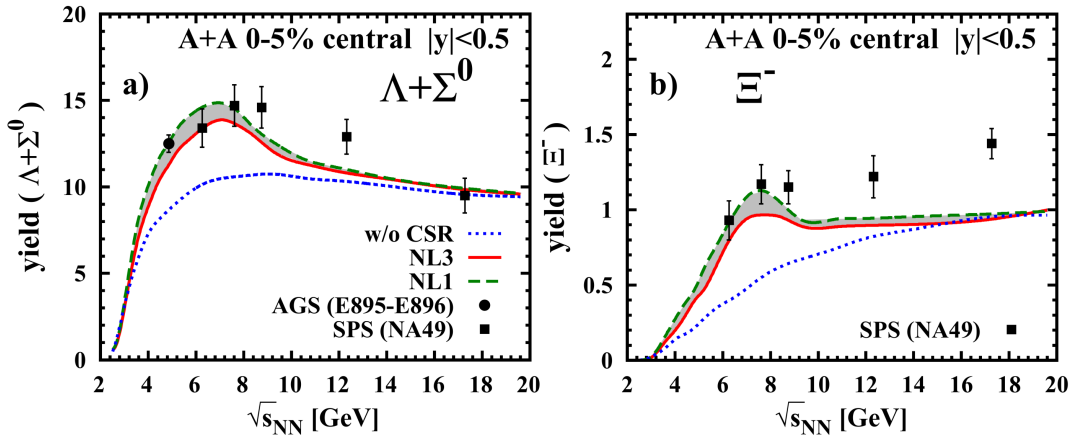 A+A 0-5% central |y|<0.5
a)
Λ+Σ⁰
yield ( Λ+Σ⁰ )
20
15
10
5
0
w/o CSR
NL3
NL1
AGS (E895-E896)
SPS (NA49)
2 4 6 8 10 12 14 16 18 20
√sNN [GeV]
A+A 0-5% central |y|<0.5
b)
Ξ⁻
yield ( Ξ⁻ )
2
1.5
1
0.5
0
SPS (NA49)
2 4 6 8 10 12 14 16 18 20
√sNN [GeV]